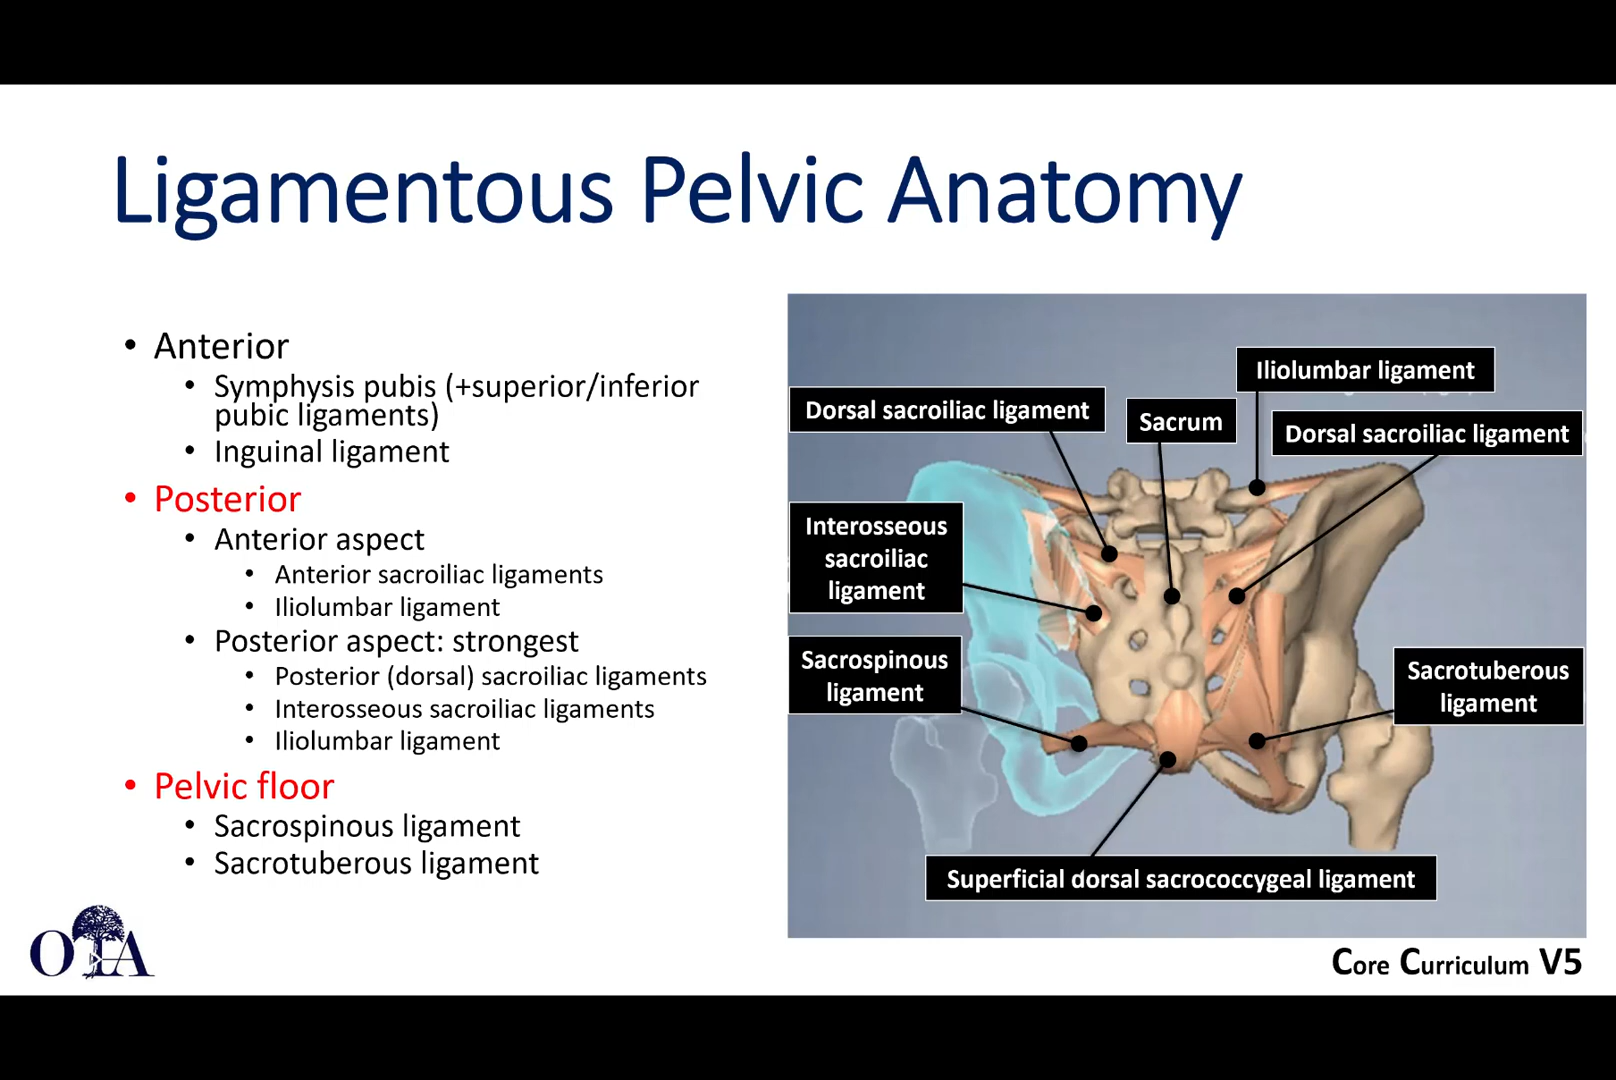 Ligamentous Pelvic Anatomy
• Anterior
• Symphysis pubis (+superior/inferior
pubic ligaments)
• Inguinal ligament
• Posterior
• Anterior aspect
• Anterior sacroiliac ligaments
• Iliolumbar ligament
• Posterior aspect: strongest
• Posterior (dorsal) sacroiliac ligaments
• Interosseous sacroiliac ligaments
• Iliolumbar ligament
• Pelvic floor
• Sacrospinous ligament
• Sacrotuberous ligament
Iliolumbar ligament
Dorsal sacroiliac ligament
Sacrum
Dorsal sacroiliac ligament
Interosseous
sacroiliac
ligament
Sacrospinous
ligament
Sacrotuberous
ligament
Superficial dorsal sacrococcygeal ligament
OTA
Core Curriculum V5